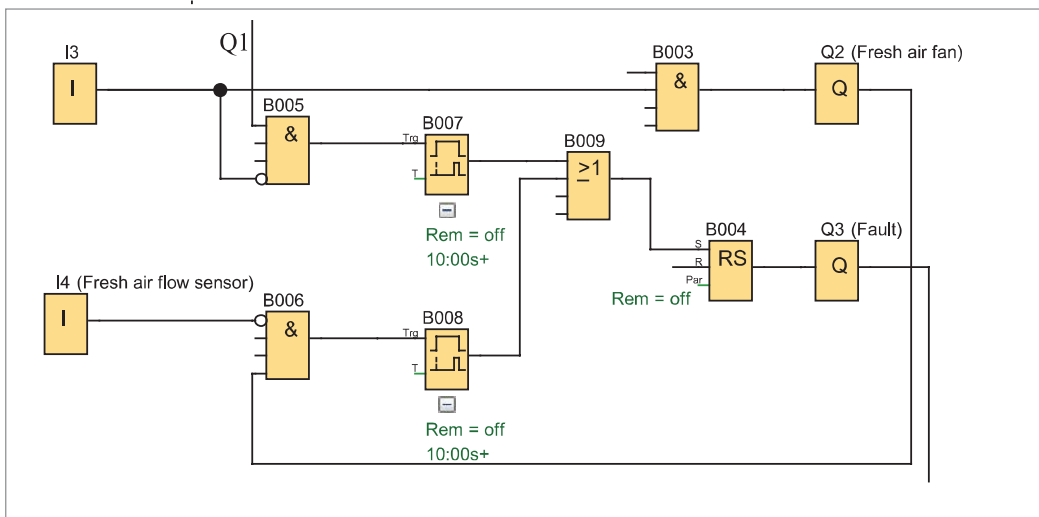 I3
I
Q1
B003
&
Q2 (Fresh air fan)
Q
B005
&
B007
Trg
T
Rem = off
10:00s+
B009
>1
B004
S
R
Par
RS
Rem = off
Q3 (Fault)
Q
I4 (Fresh air flow sensor)
I
B006
&
B008
Trg
T
Rem = off
10:00s+